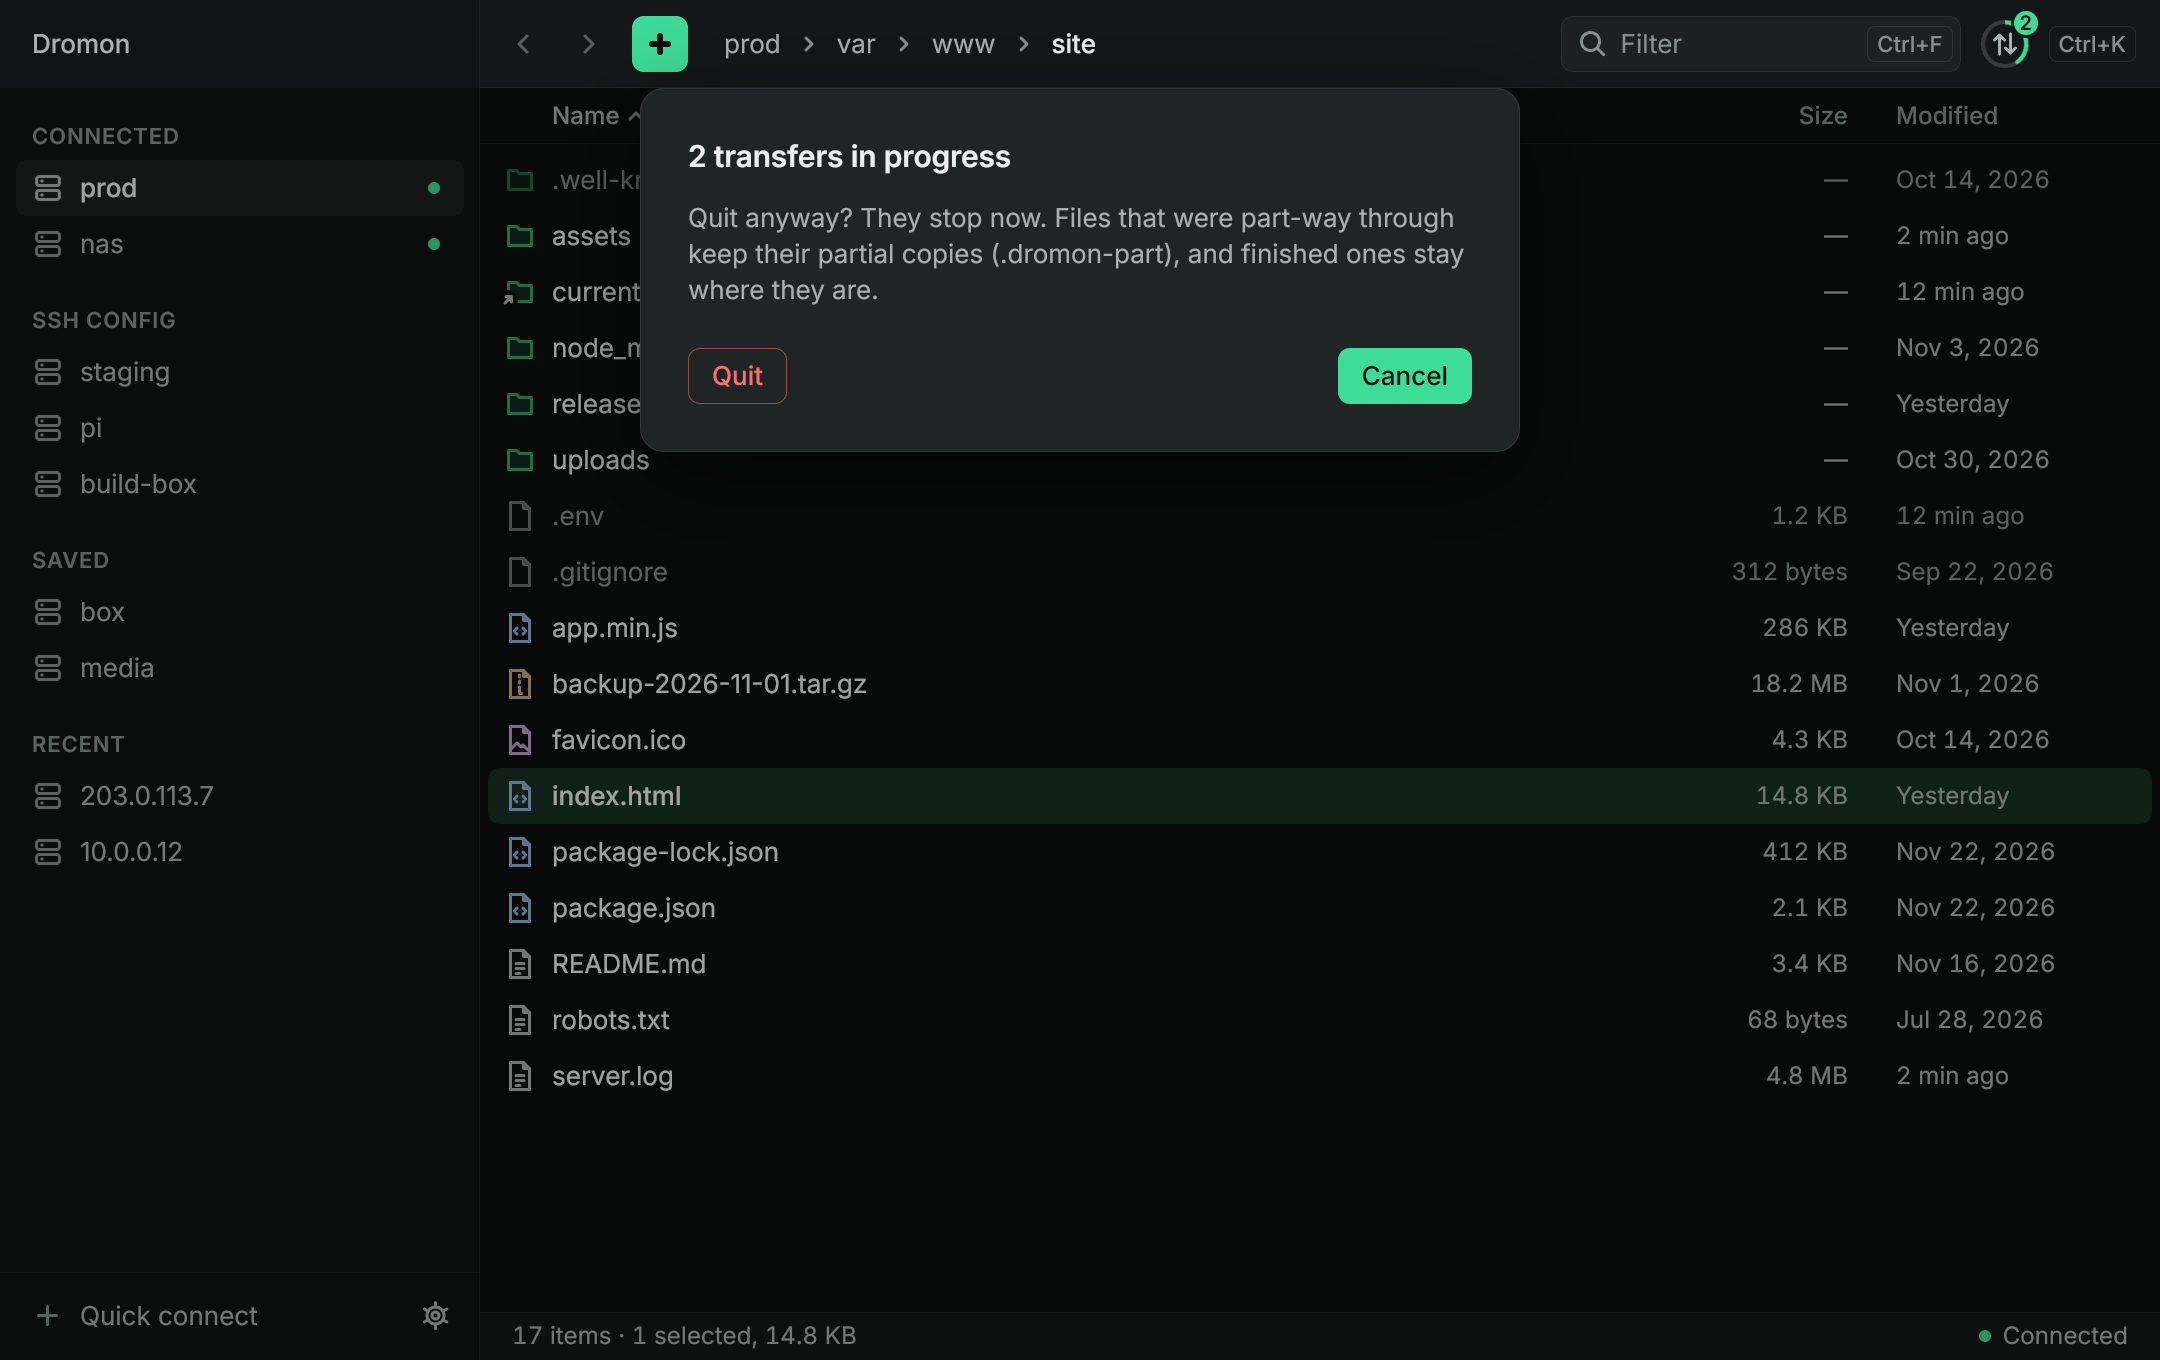 Dromon
prod > var > www > site
Filter Ctrl+F
2
Ctrl+K
CONNECTED
prod
nas
SSH CONFIG
staging
pi
build-box
SAVED
box
media
RECENT
203.0.113.7
10.0.0.12
Quick connect
Name Size Modified
.well-kn — Oct 14, 2026
assets — 2 min ago
current — 12 min ago
node_m — Nov 3, 2026
release — Yesterday
uploads — Oct 30, 2026
.env 1.2 KB 12 min ago
.gitignore 312 bytes Sep 22, 2026
app.min.js 286 KB Yesterday
backup-2026-11-01.tar.gz 18.2 MB Nov 1, 2026
favicon.ico 4.3 KB Oct 14, 2026
index.html 14.8 KB Yesterday
package-lock.json 412 KB Nov 22, 2026
package.json 2.1 KB Nov 22, 2026
README.md 3.4 KB Nov 16, 2026
robots.txt 68 bytes Jul 28, 2026
server.log 4.8 MB 2 min ago
2 transfers in progress
Quit anyway? They stop now. Files that were part-way through
keep their partial copies (.dromon-part), and finished ones stay
where they are.
Quit
Cancel
17 items · 1 selected, 14.8 KB
Connected